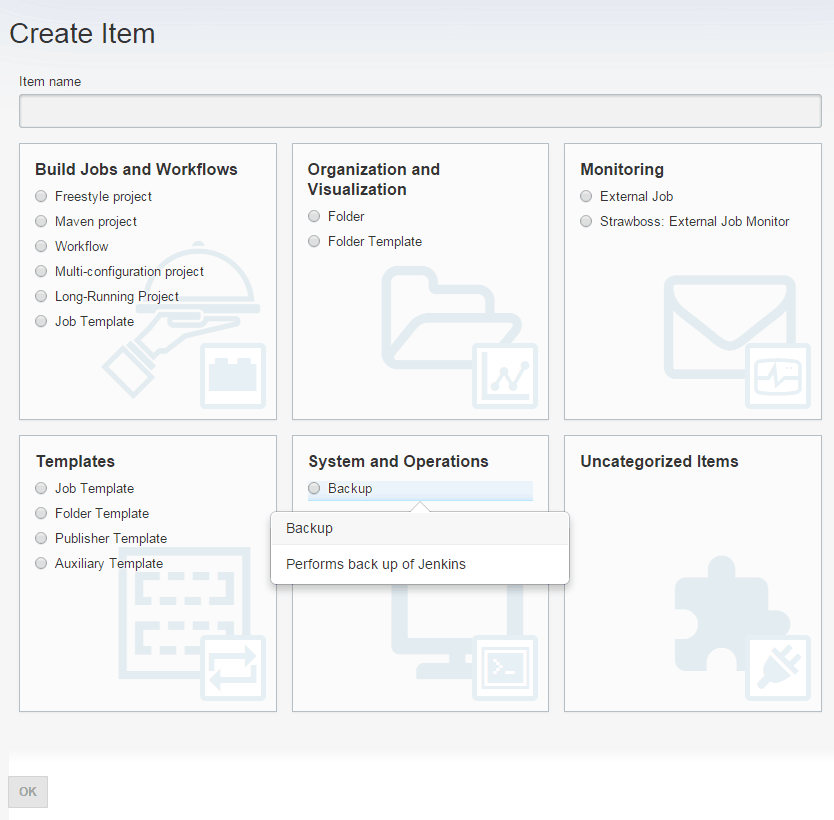 Create Item
Item name
Build Jobs and Workflows
Freestyle project
Maven project
Workflow
Multi-configuration project
Long-Running Project
Job Template
Organization and
Visualization
Folder
Folder Template
Monitoring
External Job
Strawboss: External Job Monitor
Templates
Job Template
Folder Template
Publisher Template
Auxiliary Template
System and Operations
Backup
Backup
Performs back up of Jenkins
Uncategorized Items
OK